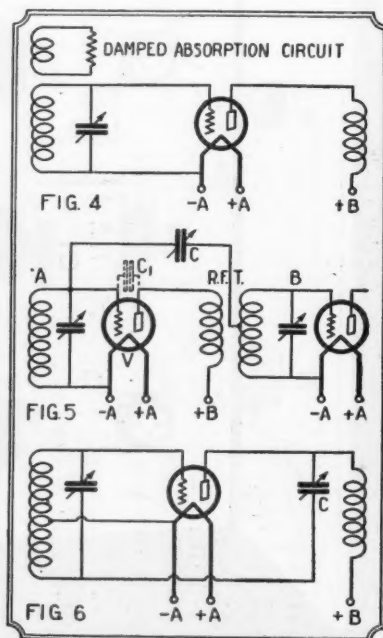 DAMPED ABSORPTION CIRCUIT
-A +A
+B
FIG. 4
C
A
C1
R.F.T.
B
V
-A +A
+B
-A +A
FIG.5
C
-A +A
+B
FIG 6